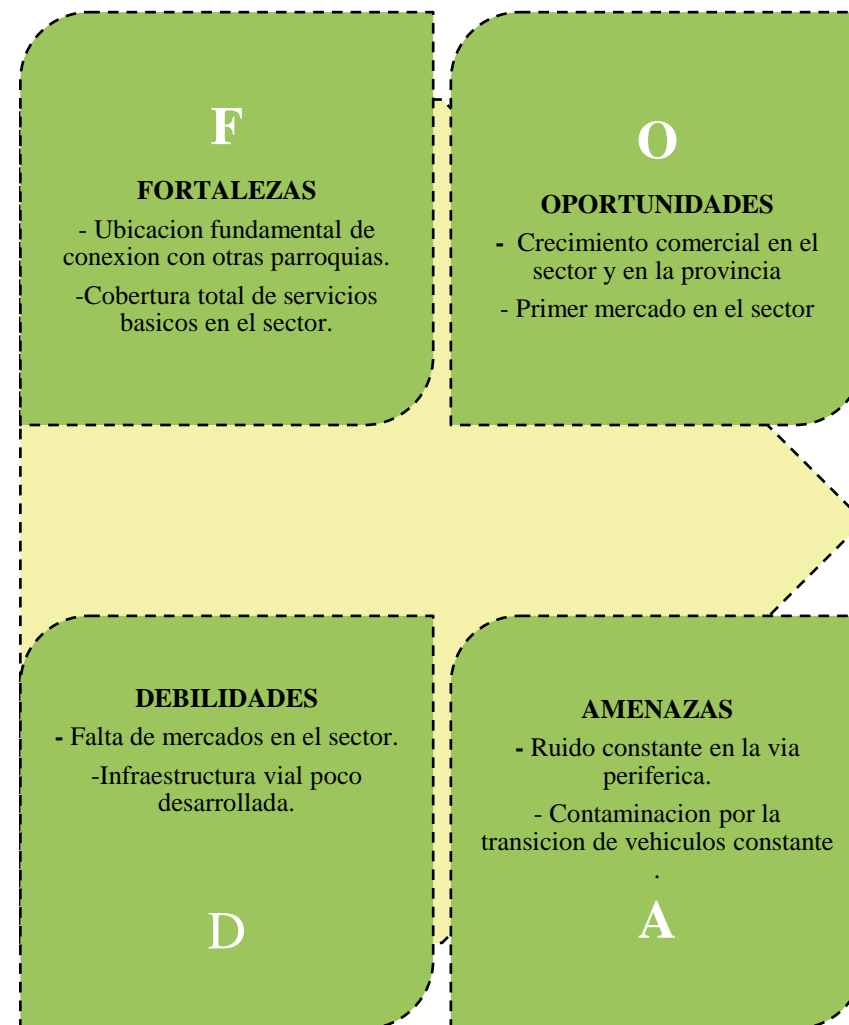 F
FORTALEZAS
- Ubicacion fundamental de
conexion con otras parroquias.
-Cobertura total de servicios
basicos en el sector.
O
OPORTUNIDADES
- Crecimiento comercial en el
sector y en la provincia
- Primer mercado en el sector
DEBILIDADES
- Falta de mercados en el sector.
-Infraestructura vial poco
desarrollada.
D
AMENAZAS
- Ruido constante en la via
periferica.
- Contaminacion por la
transicion de vehiculos constante
.
A